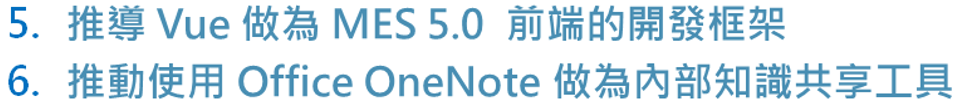 5. 推導 Vue 做為 MES 5.0 前端的開發框架
6. 推動使用 Office OneNote 做為內部知識共享工具